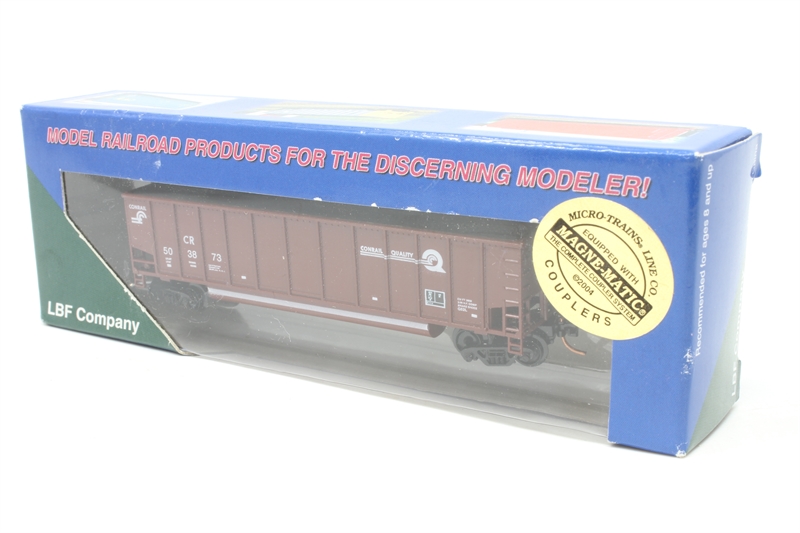 MODEL RAILROAD PRODUCTS FOR THE DISCERNING MODELER!
CONRAIL
CR
50 38 73
CONRAIL QUALITY
MICRO-TRAINS® LINE CO.
EQUIPPED WITH
MAGNE-MATIC®
THE COMPLETE COUPLER SYSTEM
©2004
COUPLERS
LBF Company
Recommended for ages 8 and up
LBF